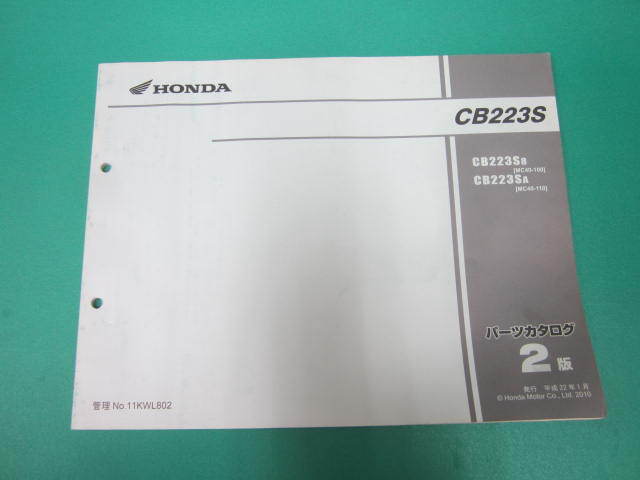 HONDA
CB223S
CB223S8
[MC40-100]
CB223SA
[MC40-110]
パーツカタログ
2版
発行 平成22年1月
© Honda Motor Co., Ltd. 2010
管理 No.11KWL802